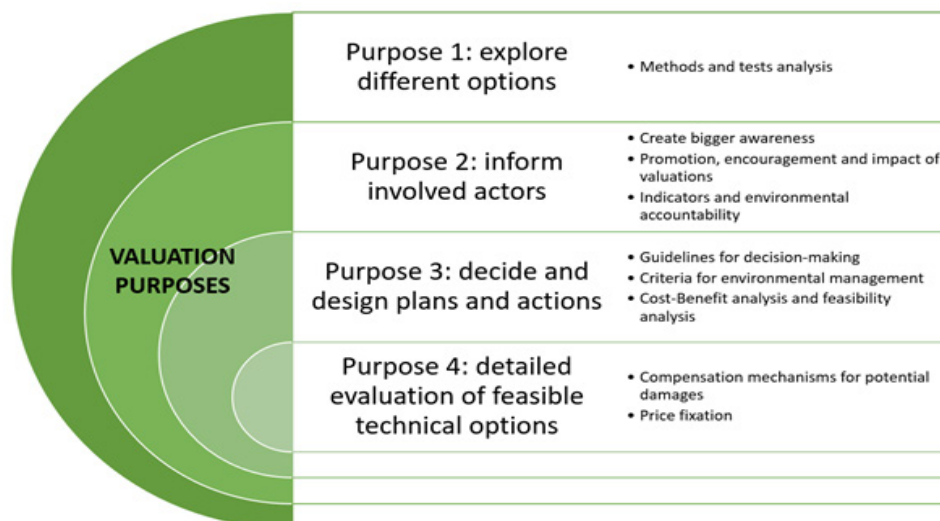 VALUATION
PURPOSES
Purpose 1: explore
different options
• Methods and tests analysis
Purpose 2: inform
involved actors
• Create bigger awareness
• Promotion, encouragement and impact of
valuations
• Indicators and environmental
accountability
Purpose 3: decide and
design plans and actions
• Guidelines for decision-making
• Criteria for environmental management
• Cost-Benefit analysis and feasibility
analysis
Purpose 4: detailed
evaluation of feasible
technical options
• Compensation mechanisms for potential
damages
• Price fixation